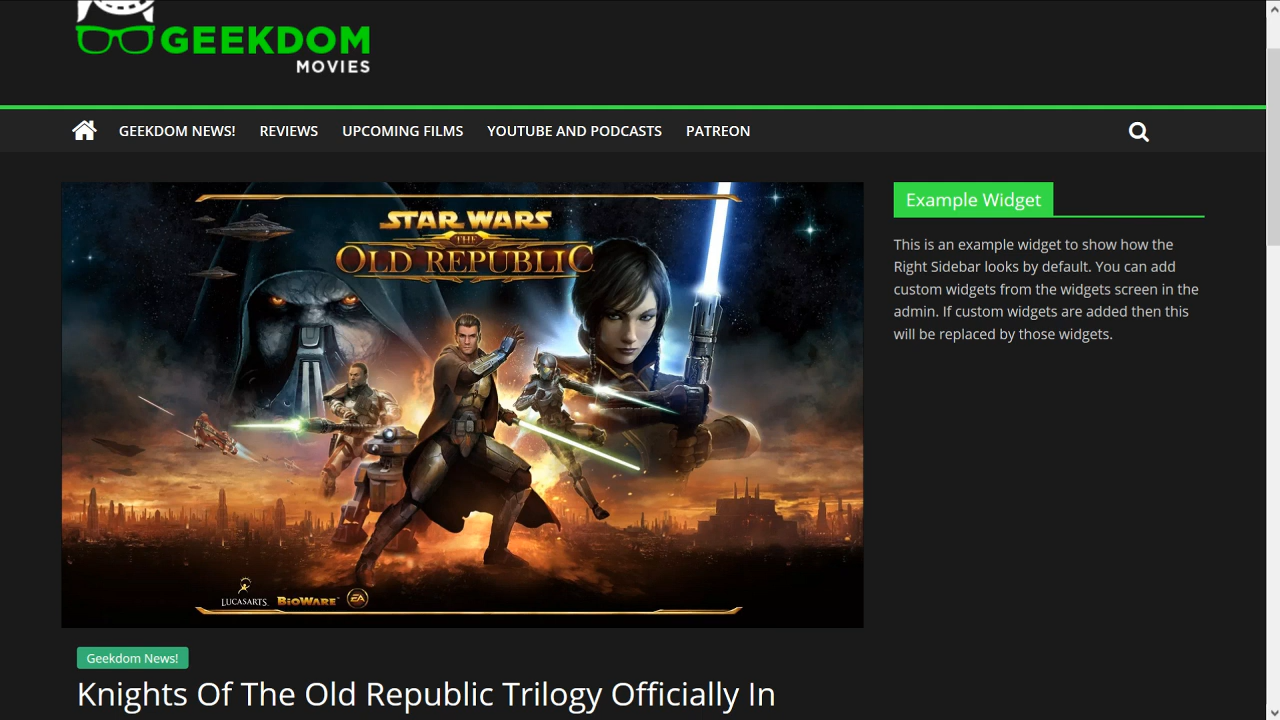 GEEKDOM
MOVIES
GEEKDOM NEWS! REVIEWS UPCOMING FILMS YOUTUBE AND PODCASTS PATREON
STAR WARS
THE
OLD REPUBLIC
LUCASARTS BIOWARE EA
Example Widget
This is an example widget to show how the
Right Sidebar looks by default. You can add
custom widgets from the widgets screen in the
admin. If custom widgets are added then this
will be replaced by those widgets.
Geekdom News!
Knights Of The Old Republic Trilogy Officially In